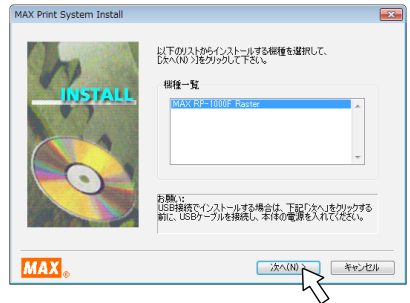 MAX Print System Install
INSTALL
以下のリストからインストールする機種を選択して、
[次へ(N) >]をクリックして下さい。
機種一覧
MAX RP-1000F Raster
お願い:
USB接続でインストールする場合は、下記「次へ」をクリックする
前に、USBケーブルを接続し、本体の電源を入れてください。
MAX®
次へ(N) >
キャンセル